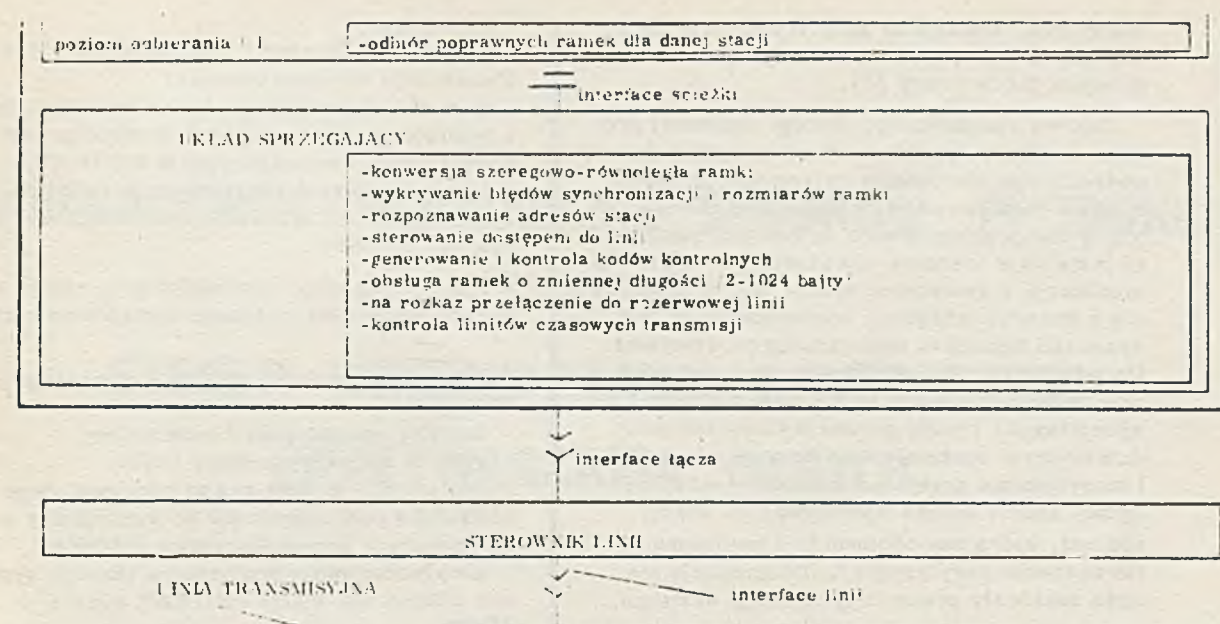 poziom odbierania 1
-odbiór poprawnych ramek dla danej stacji
interface ścieżki
UKŁAD SPRZĘGAJĄCY
-konwersja szeregowo-równoległa ramki
-wykrywanie błędów synchronizacji i rozmiarów ramki
-rozpoznawanie adresów stacji
-sterowanie dostępem do linii
-generowanie i kontrola kodów kontrolnych
-obsługa ramek o zmiennej długości 2-1024 bajty
-na rozkaz przełączenie do rezerwowej linii
-kontrola limitów czasowych transmisji
interface łącza
STEROWNIK LINII
LINIA TRANSMISYJNA
interface linii